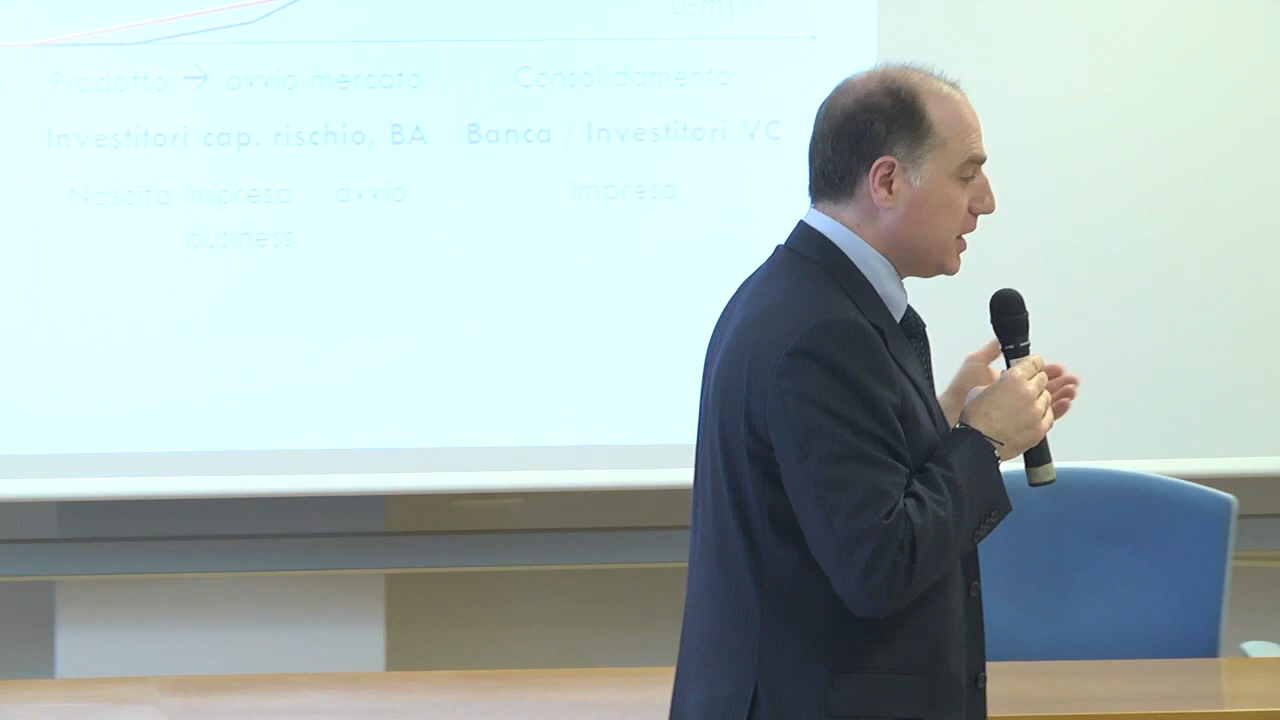 tempo
Prodotto → avvio mercato
Consolidamento
Investitori cap. rischio, BA
Banca / Investitori VC
Nascita impresa / avvio
business
Impresa